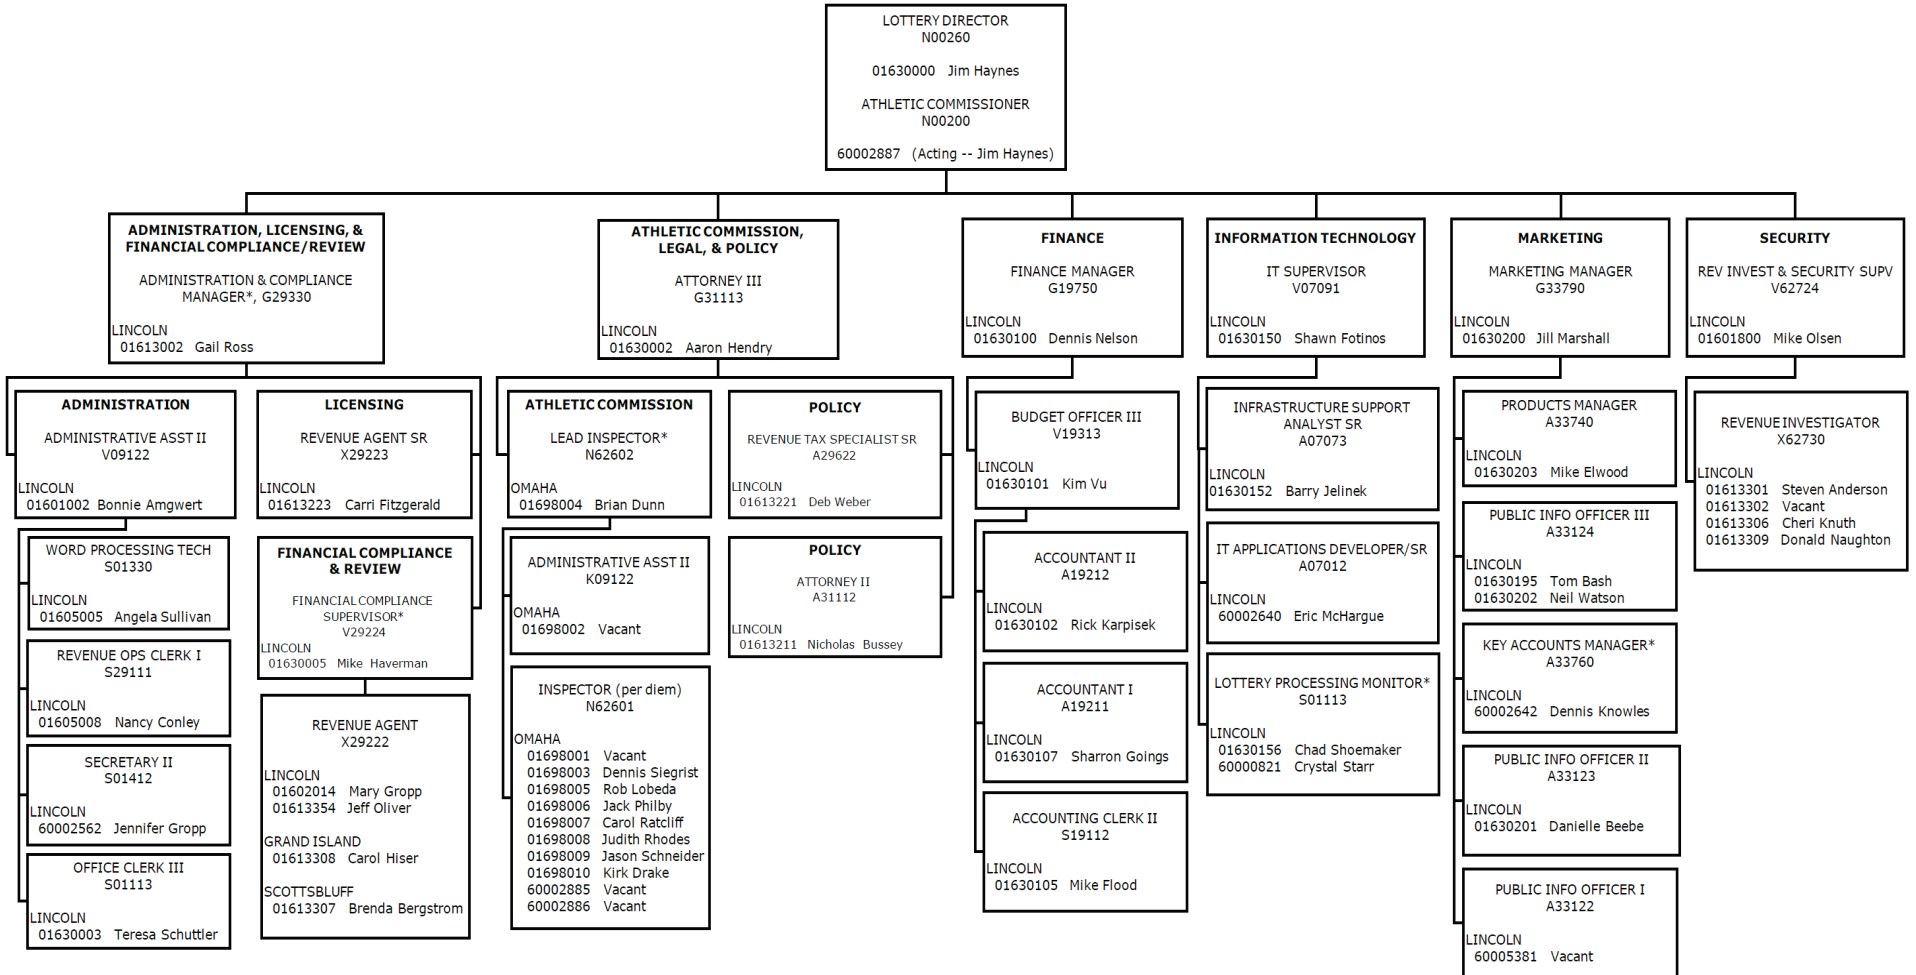 LOTTERY DIRECTOR
N00260
01630000 Jim Haynes
ATHLETIC COMMISSIONER
N00200
60002887 (Acting -- Jim Haynes)
ADMINISTRATION, LICENSING, &
FINANCIAL COMPLIANCE/REVIEW
ADMINISTRATION & COMPLIANCE
MANAGER*, G29330
LINCOLN
01613002 Gail Ross
ATHLETIC COMMISSION,
LEGAL, & POLICY
ATTORNEY III
G31113
LINCOLN
01630002 Aaron Hendry
FINANCE
FINANCE MANAGER
G19750
LINCOLN
01630100 Dennis Nelson
INFORMATION TECHNOLOGY
IT SUPERVISOR
V07091
LINCOLN
01630150 Shawn Fotinos
MARKETING
MARKETING MANAGER
G33790
LINCOLN
01630200 Jill Marshall
SECURITY
REV INVEST & SECURITY SUPV
V62724
LINCOLN
01601800 Mike Olsen
ADMINISTRATION
ADMINISTRATIVE ASST II
V09122
LINCOLN
01601002 Bonnie Amgwert
WORD PROCESSING TECH
S01330
LINCOLN
01605005 Angela Sullivan
REVENUE OPS CLERK I
S29111
LINCOLN
01605008 Nancy Conley
SECRETARY II
S01412
LINCOLN
60002562 Jennifer Gropp
OFFICE CLERK III
S01113
LINCOLN
01630003 Teresa Schuttler
LICENSING
REVENUE AGENT SR
X29223
LINCOLN
01613223 Carri Fitzgerald
FINANCIAL COMPLIANCE
& REVIEW
FINANCIAL COMPLIANCE
SUPERVISOR*
V29224
LINCOLN
01630005 Mike Haverman
REVENUE AGENT
X29222
LINCOLN
01602014 Mary Gropp
01613354 Jeff Oliver
GRAND ISLAND
01613308 Carol Hiser
SCOTTSBLUFF
01613307 Brenda Bergstrom
ATHLETIC COMMISSION
LEAD INSPECTOR*
N62602
OMAHA
01698004 Brian Dunn
ADMINISTRATIVE ASST II
K09122
OMAHA
01698002 Vacant
INSPECTOR (per diem)
N62601
OMAHA
01698001 Vacant
01698003 Dennis Siegrist
01698005 Rob Lobeda
01698006 Jack Philby
01698007 Carol Ratcliff
01698008 Judith Rhodes
01698009 Jason Schneider
01698010 Kirk Drake
60002885 Vacant
60002886 Vacant
POLICY
REVENUE TAX SPECIALIST SR
A29622
LINCOLN
01613221 Deb Weber
POLICY
ATTORNEY II
A31112
LINCOLN
01613211 Nicholas Bussey
BUDGET OFFICER III
V19313
LINCOLN
01630101 Kim Vu
ACCOUNTANT II
A19212
LINCOLN
01630102 Rick Karpisek
ACCOUNTANT I
A19211
LINCOLN
01630107 Sharron Goings
ACCOUNTING CLERK II
S19112
LINCOLN
01630105 Mike Flood
INFRASTRUCTURE SUPPORT
ANALYST SR
A07073
LINCOLN
01630152 Barry Jelinek
IT APPLICATIONS DEVELOPER/SR
A07012
LINCOLN
60002640 Eric McHargue
LOTTERY PROCESSING MONITOR*
S01113
LINCOLN
01630156 Chad Shoemaker
60000821 Crystal Starr
PRODUCTS MANAGER
A33740
LINCOLN
01630203 Mike Elwood
PUBLIC INFO OFFICER III
A33124
LINCOLN
01630195 Tom Bash
01630202 Neil Watson
KEY ACCOUNTS MANAGER*
A33760
LINCOLN
60002642 Dennis Knowles
PUBLIC INFO OFFICER II
A33123
LINCOLN
01630201 Danielle Beebe
PUBLIC INFO OFFICER I
A33122
LINCOLN
60005381 Vacant
REVENUE INVESTIGATOR
X62730
LINCOLN
01613301 Steven Anderson
01613302 Vacant
01613306 Cheri Knuth
01613309 Donald Naughton